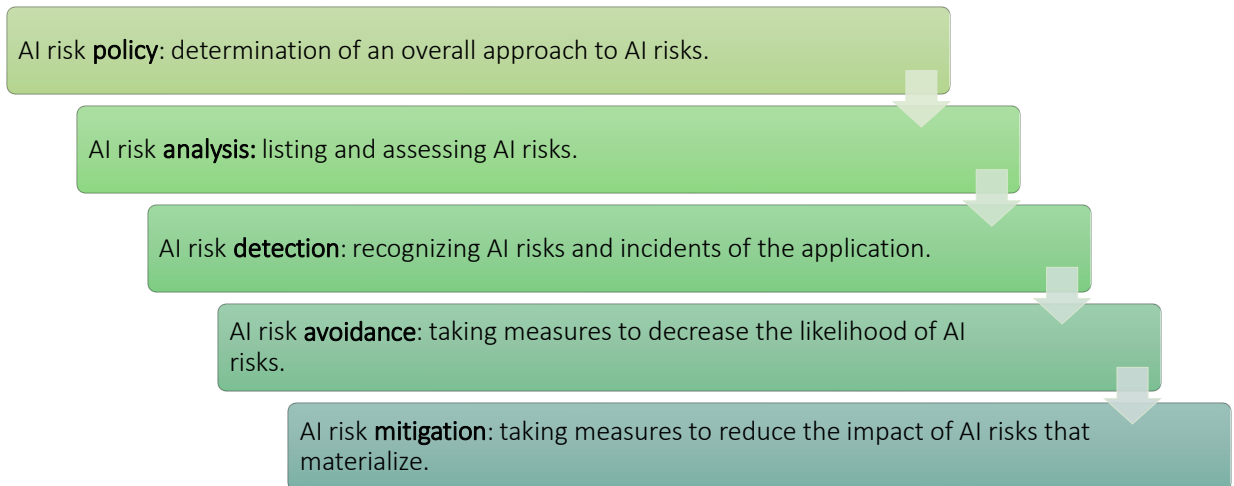 AI risk policy: determination of an overall approach to AI risks.
AI risk analysis: listing and assessing AI risks.
AI risk detection: recognizing AI risks and incidents of the application.
AI risk avoidance: taking measures to decrease the likelihood of AI
risks.
AI risk mitigation: taking measures to reduce the impact of AI risks that
materialize.